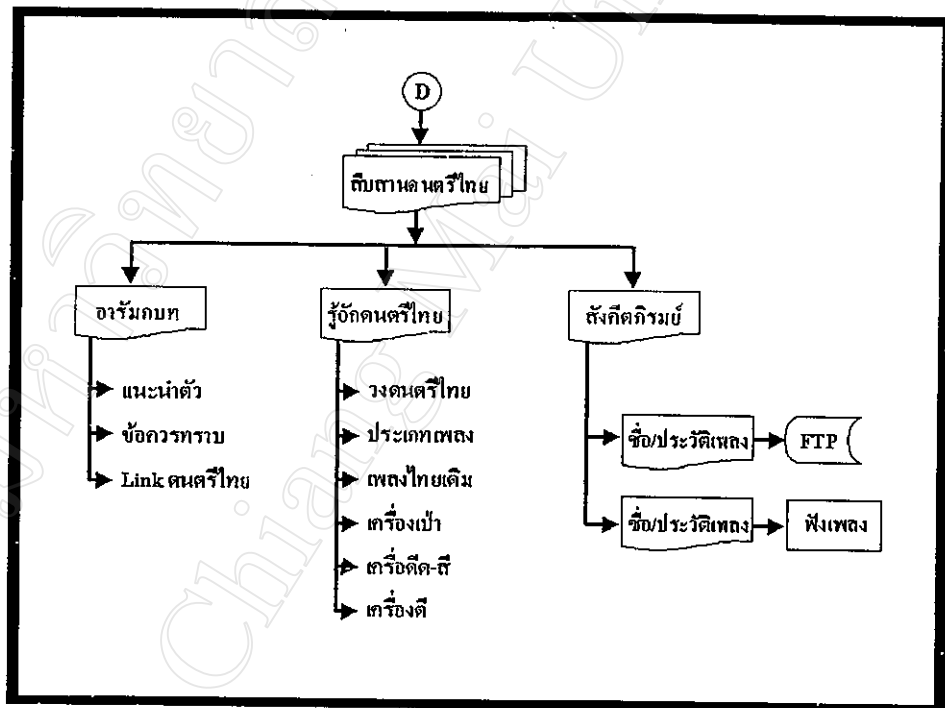 D
สืบสานดนตรีไทย
อารัมภบท
แนะนำตัว
ข้อควรทราบ
Link ดนตรีไทย
รู้จักดนตรีไทย
วงดนตรีไทย
ประเภทเพลง
เพลงไทยเดิม
เครื่องเป่า
เครื่อดีด-สี
เครื่องตี
สังคีตภิรมย์
ชื่อ/ประวัติเพลง
FTP
ชื่อ/ประวัติเพลง
ฟังเพลง
Chiang Mai Un